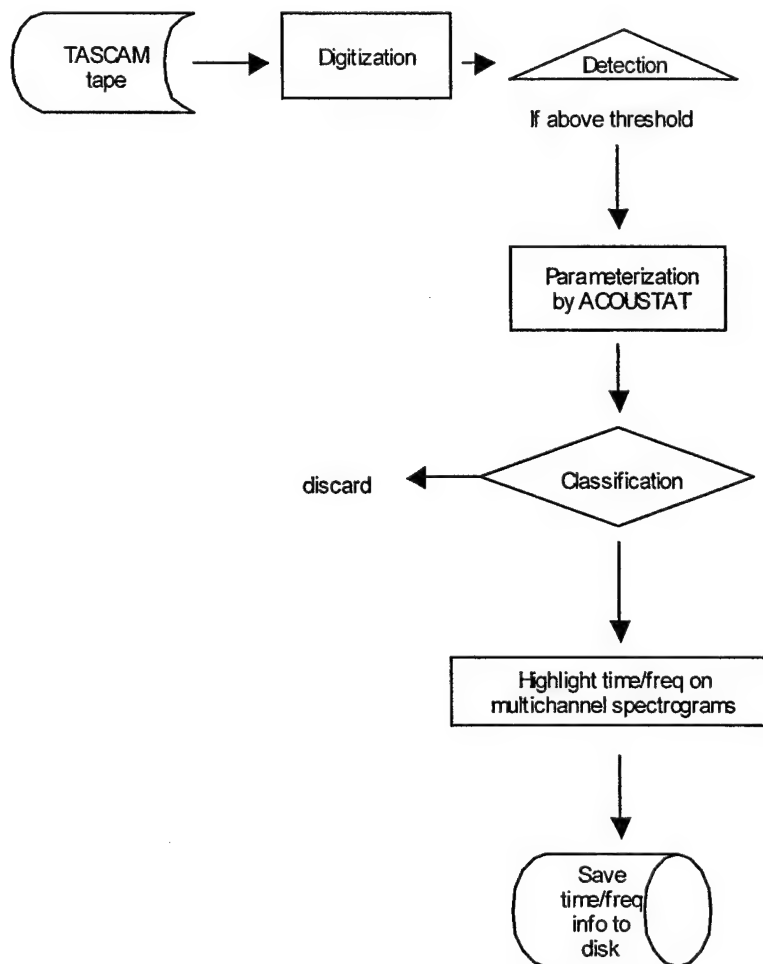 TASCAM
tape
Digitization
Detection
If above threshold
Parameterization
by ACOUSTAT
discard
Classification
Highlight time/freq on
multichannel spectrograms
Save
time/freq
info to
disk